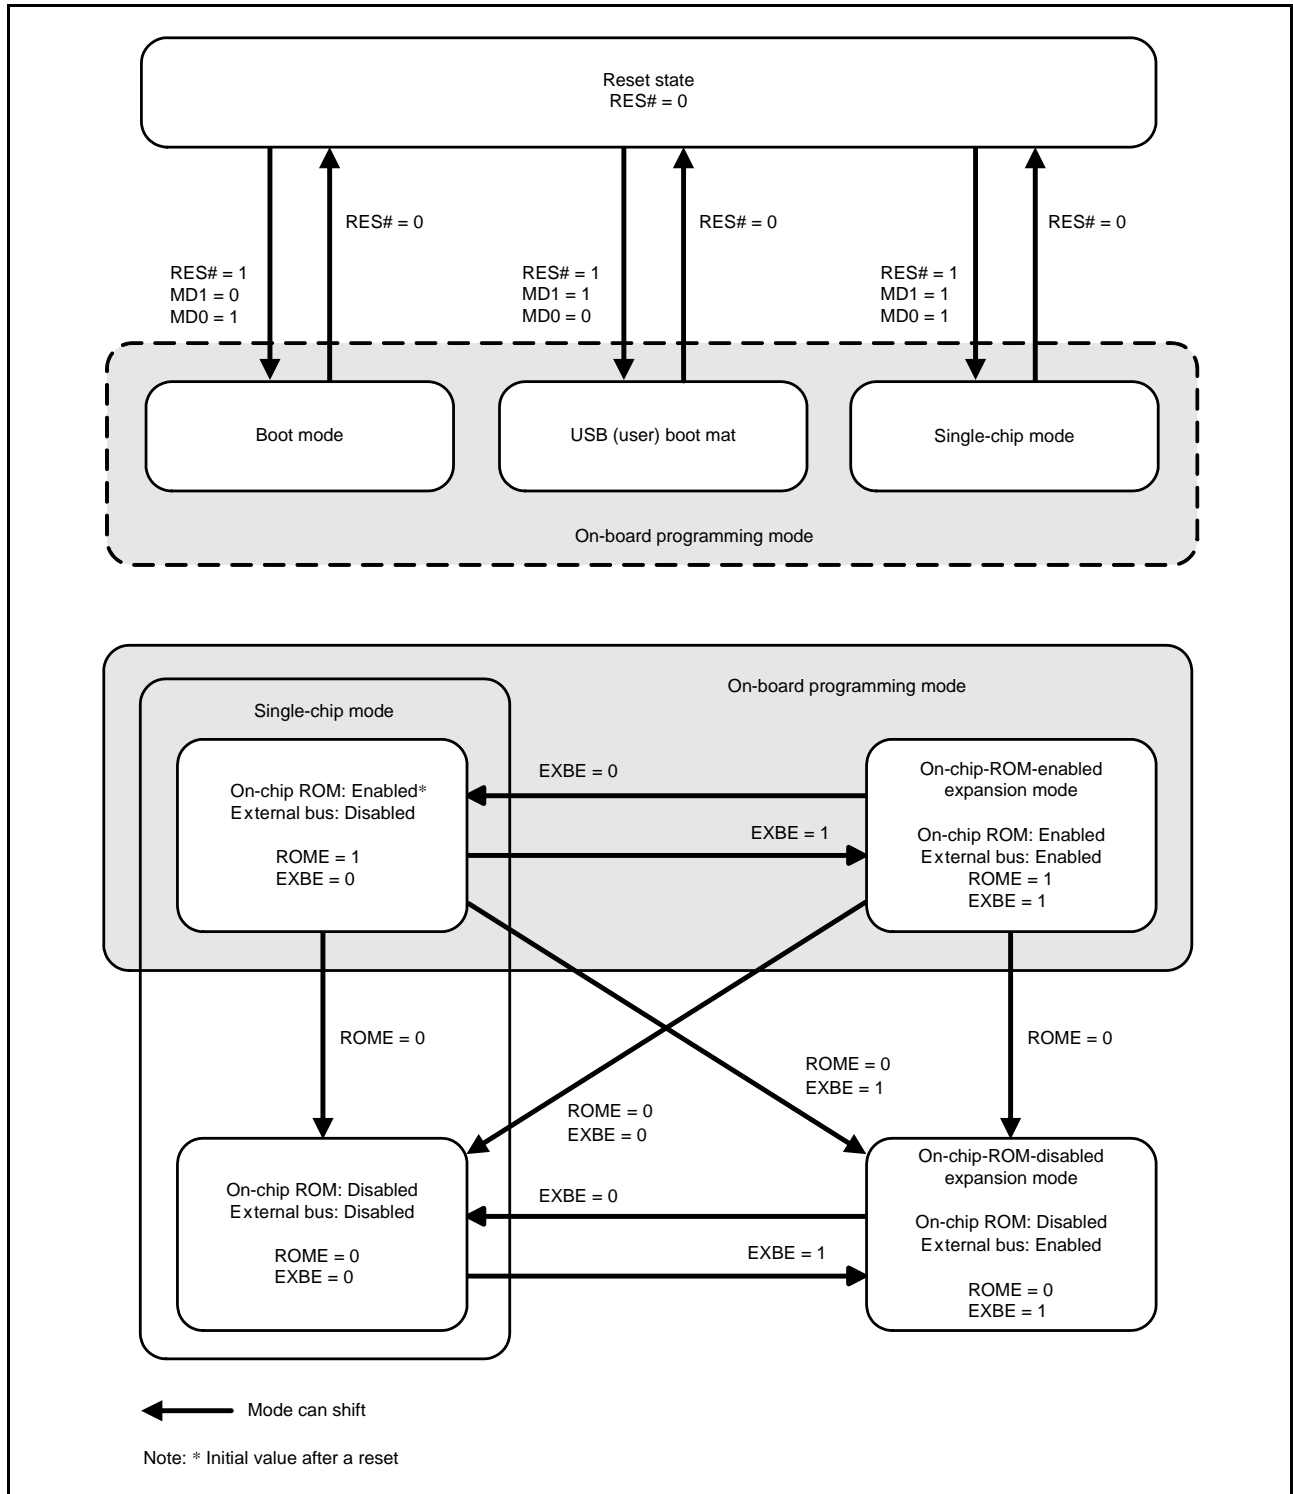 Reset state
RES# = 0
RES# = 0
RES# = 0
RES# = 0
RES# = 1
MD1 = 0
MD0 = 1
RES# = 1
MD1 = 1
MD0 = 0
RES# = 1
MD1 = 1
MD0 = 1
Boot mode
USB (user) boot mat
Single-chip mode
On-board programming mode
On-board programming mode
Single-chip mode
On-chip ROM: Enabled*
External bus: Disabled
ROME = 1
EXBE = 0
EXBE = 0
EXBE = 1
On-chip-ROM-enabled
expansion mode
On-chip ROM: Enabled
External bus: Enabled
ROME = 1
EXBE = 1
ROME = 0
ROME = 0
EXBE = 0
ROME = 0
EXBE = 1
ROME = 0
On-chip ROM: Disabled
External bus: Disabled
ROME = 0
EXBE = 0
EXBE = 0
EXBE = 1
On-chip-ROM-disabled
expansion mode
On-chip ROM: Disabled
External bus: Enabled
ROME = 0
EXBE = 1
Mode can shift
Note: * Initial value after a reset